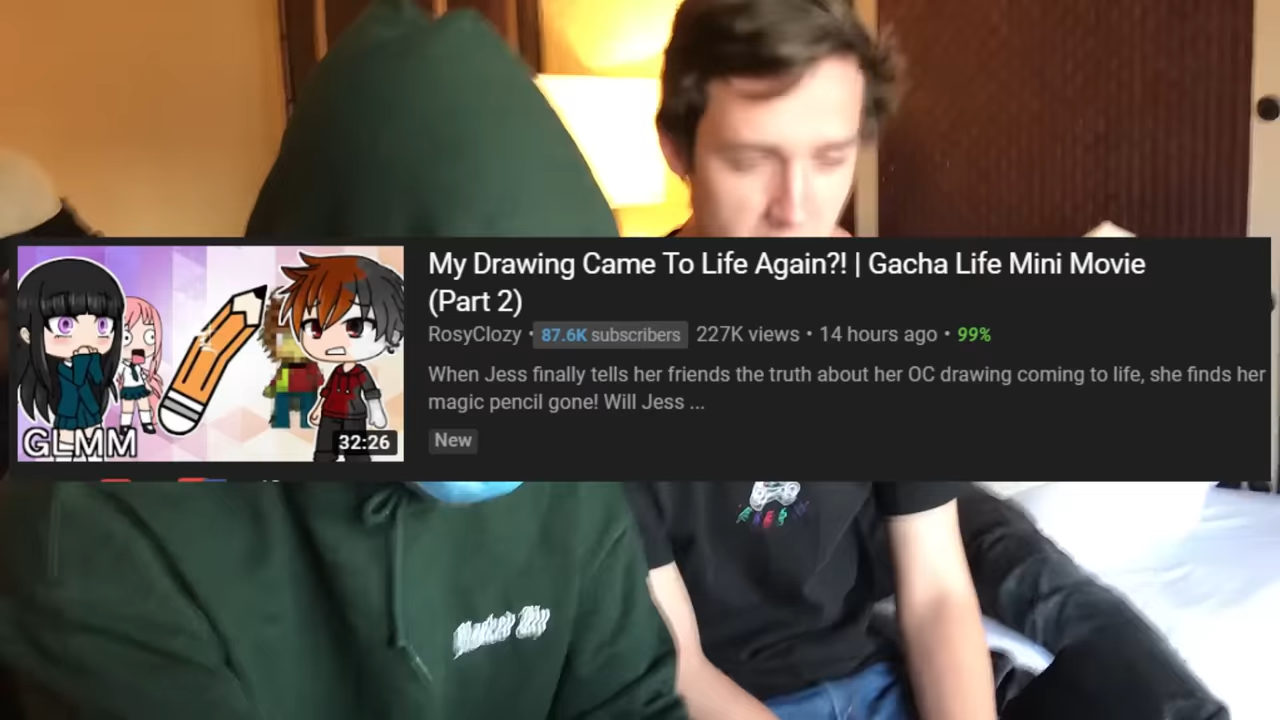 My Drawing Came To Life Again?! | Gacha Life Mini Movie
(Part 2)
RosyClozy • 87.6K subscribers 227K views • 14 hours ago • 99%
When Jess finally tells her friends the truth about her OC drawing coming to life, she finds her
magic pencil gone! Will Jess ...
GLMM
32:26
New